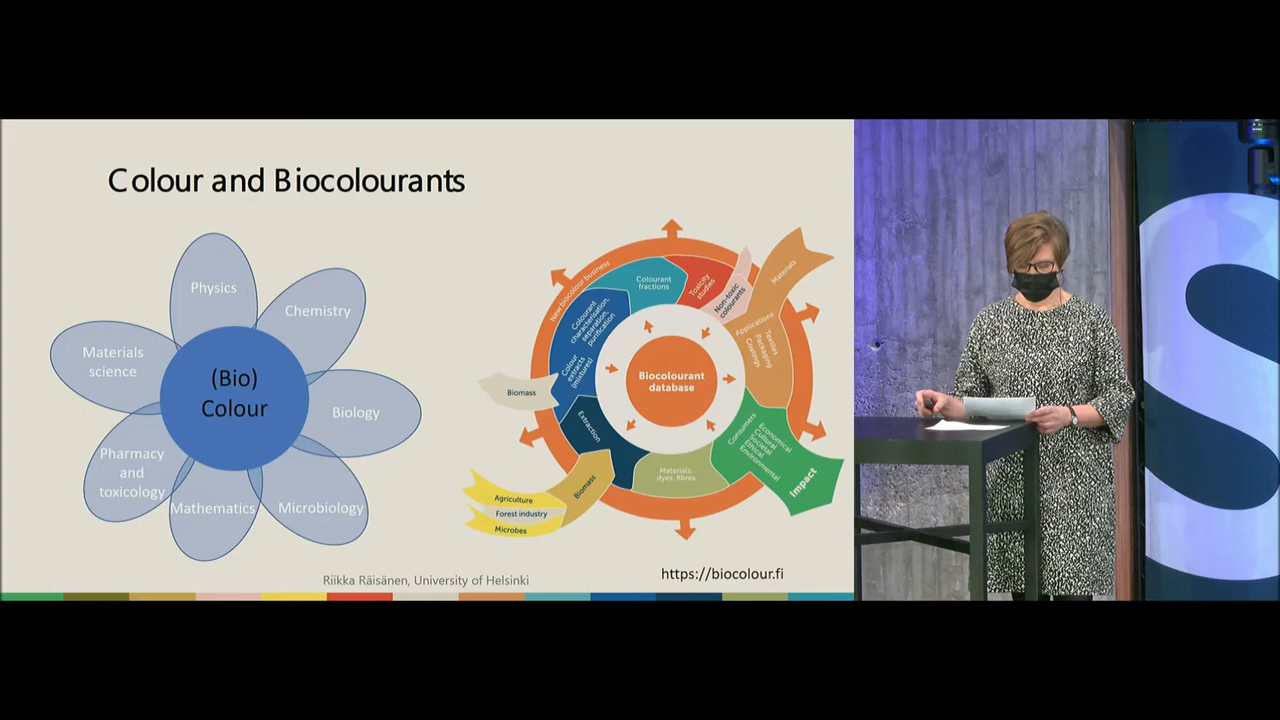 Colour and Biocolourants
Physics
Chemistry
Materials
science
(Bio)
Colour
Biology
Pharmacy
and
toxicology
Mathematics
Microbiology
New biocolour business
Colourant
fractions
Toxicity
studies
Non-toxic
colourants
Materials
Colourant
characterisation,
separation,
purification
Applications
Textiles
Packaging
Coatings
Colour
extracts
(mixtures)
Biocolourant
database
Biomass
Extraction
Consumers
Economical
Cultural
Societal
Ethical
Environmental
Impact
Materials,
dyes, fibres
Biomass
Agriculture
Forest industry
Microbes
https://biocolour.fi
Riikka Räisänen, University of Helsinki
S